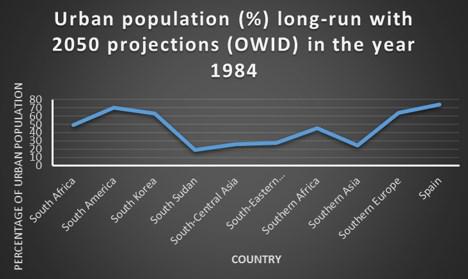 Urban population (%) long-run with
2050 projections (OWID) in the year
1984
PERCENTAGE OF URBAN POPULATION
80
70
60
50
40
30
20
10
0
South Africa
South America
South Korea
South Sudan
South-Central Asia
South-Eastern...
Southern Africa
Southern Asia
Southern Europe
Spain
COUNTRY